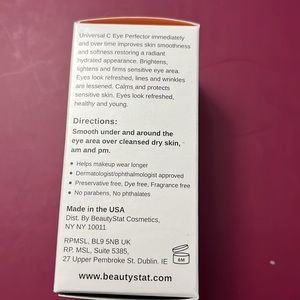 Universal C Eye Perfector immediately
and over time improves skin smoothness
and softness restoring a radiant
hydrated appearance. Brightens,
lightens and firms sensitive eye area.
Eyes look refreshed, lines and wrinkles
are lessened. Calms and protects
sensitive skin. Eyes look refreshed,
healthy and young.
Directions:
Smooth under and around the
eye area over cleansed dry skin,
am and pm.
• Helps makeup wear longer
• Dermatologist/ophthalmologist approved
• Preservative free, Dye free, Fragrance free
• No parabens, No phthalates
Made in the USA
Dist. By BeautyStat Cosmetics,
NY NY 10011
RPMSL, BL9 5NB UK
RP. MSL, Suite 5385,
27 Upper Pembroke St. Dublin. IE
6M
www.beautystat.com